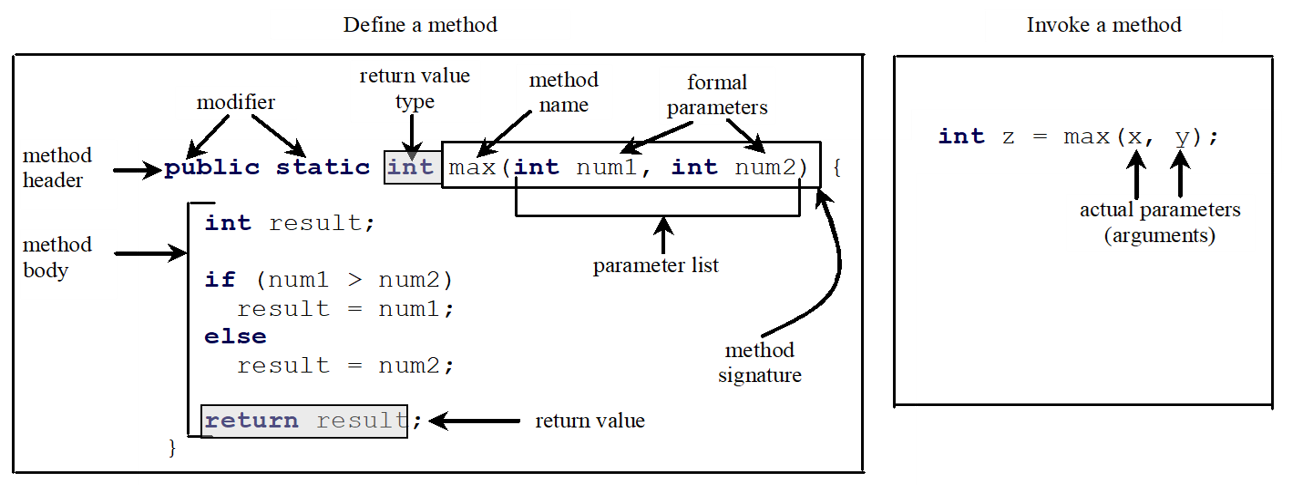 Define a method
Invoke a method
return value
type
method
name
formal
parameters
modifier
method
header
public static int max(int num1, int num2) {
method
body
int result;
parameter list
if (num1 > num2)
result = num1;
else
result = num2;
method
signature
return result;
return value
}
int z = max(x, y);
actual parameters
(arguments)